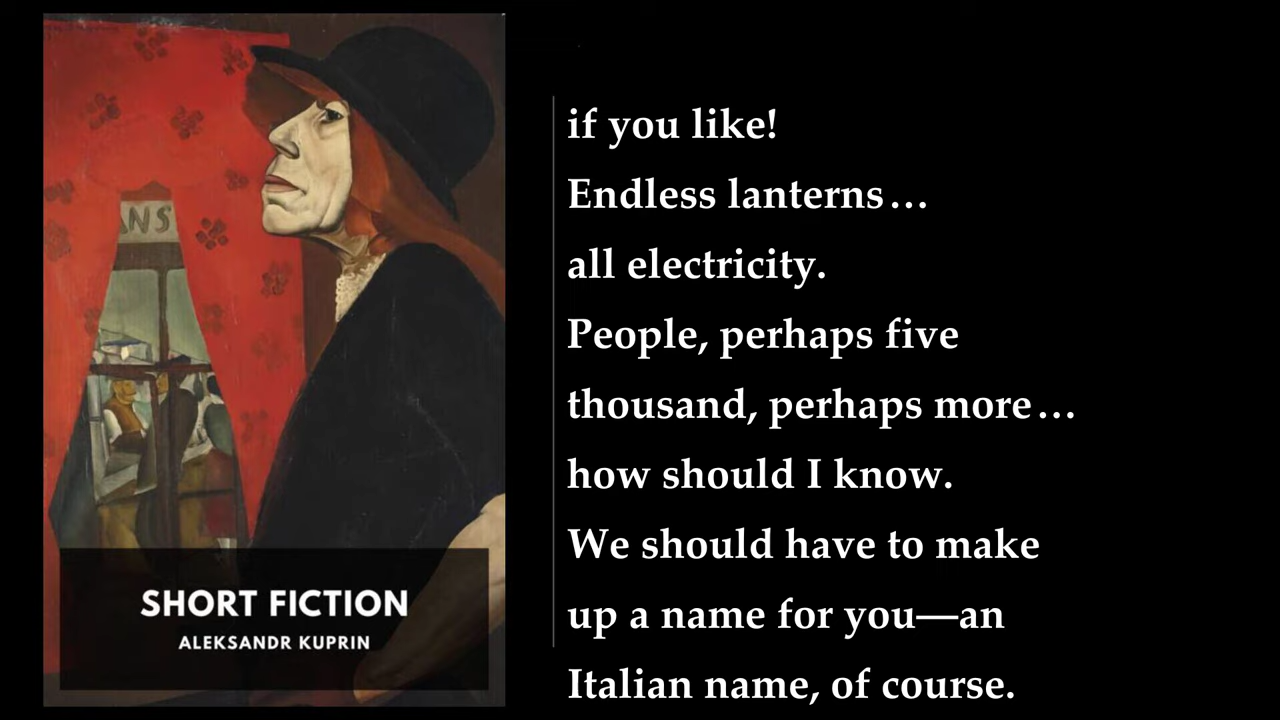 ANS
SHORT FICTION
ALEKSANDR KUPRIN
if you like!
Endless lanterns…
all electricity.
People, perhaps five
thousand, perhaps more…
how should I know.
We should have to make
up a name for you—an
Italian name, of course.